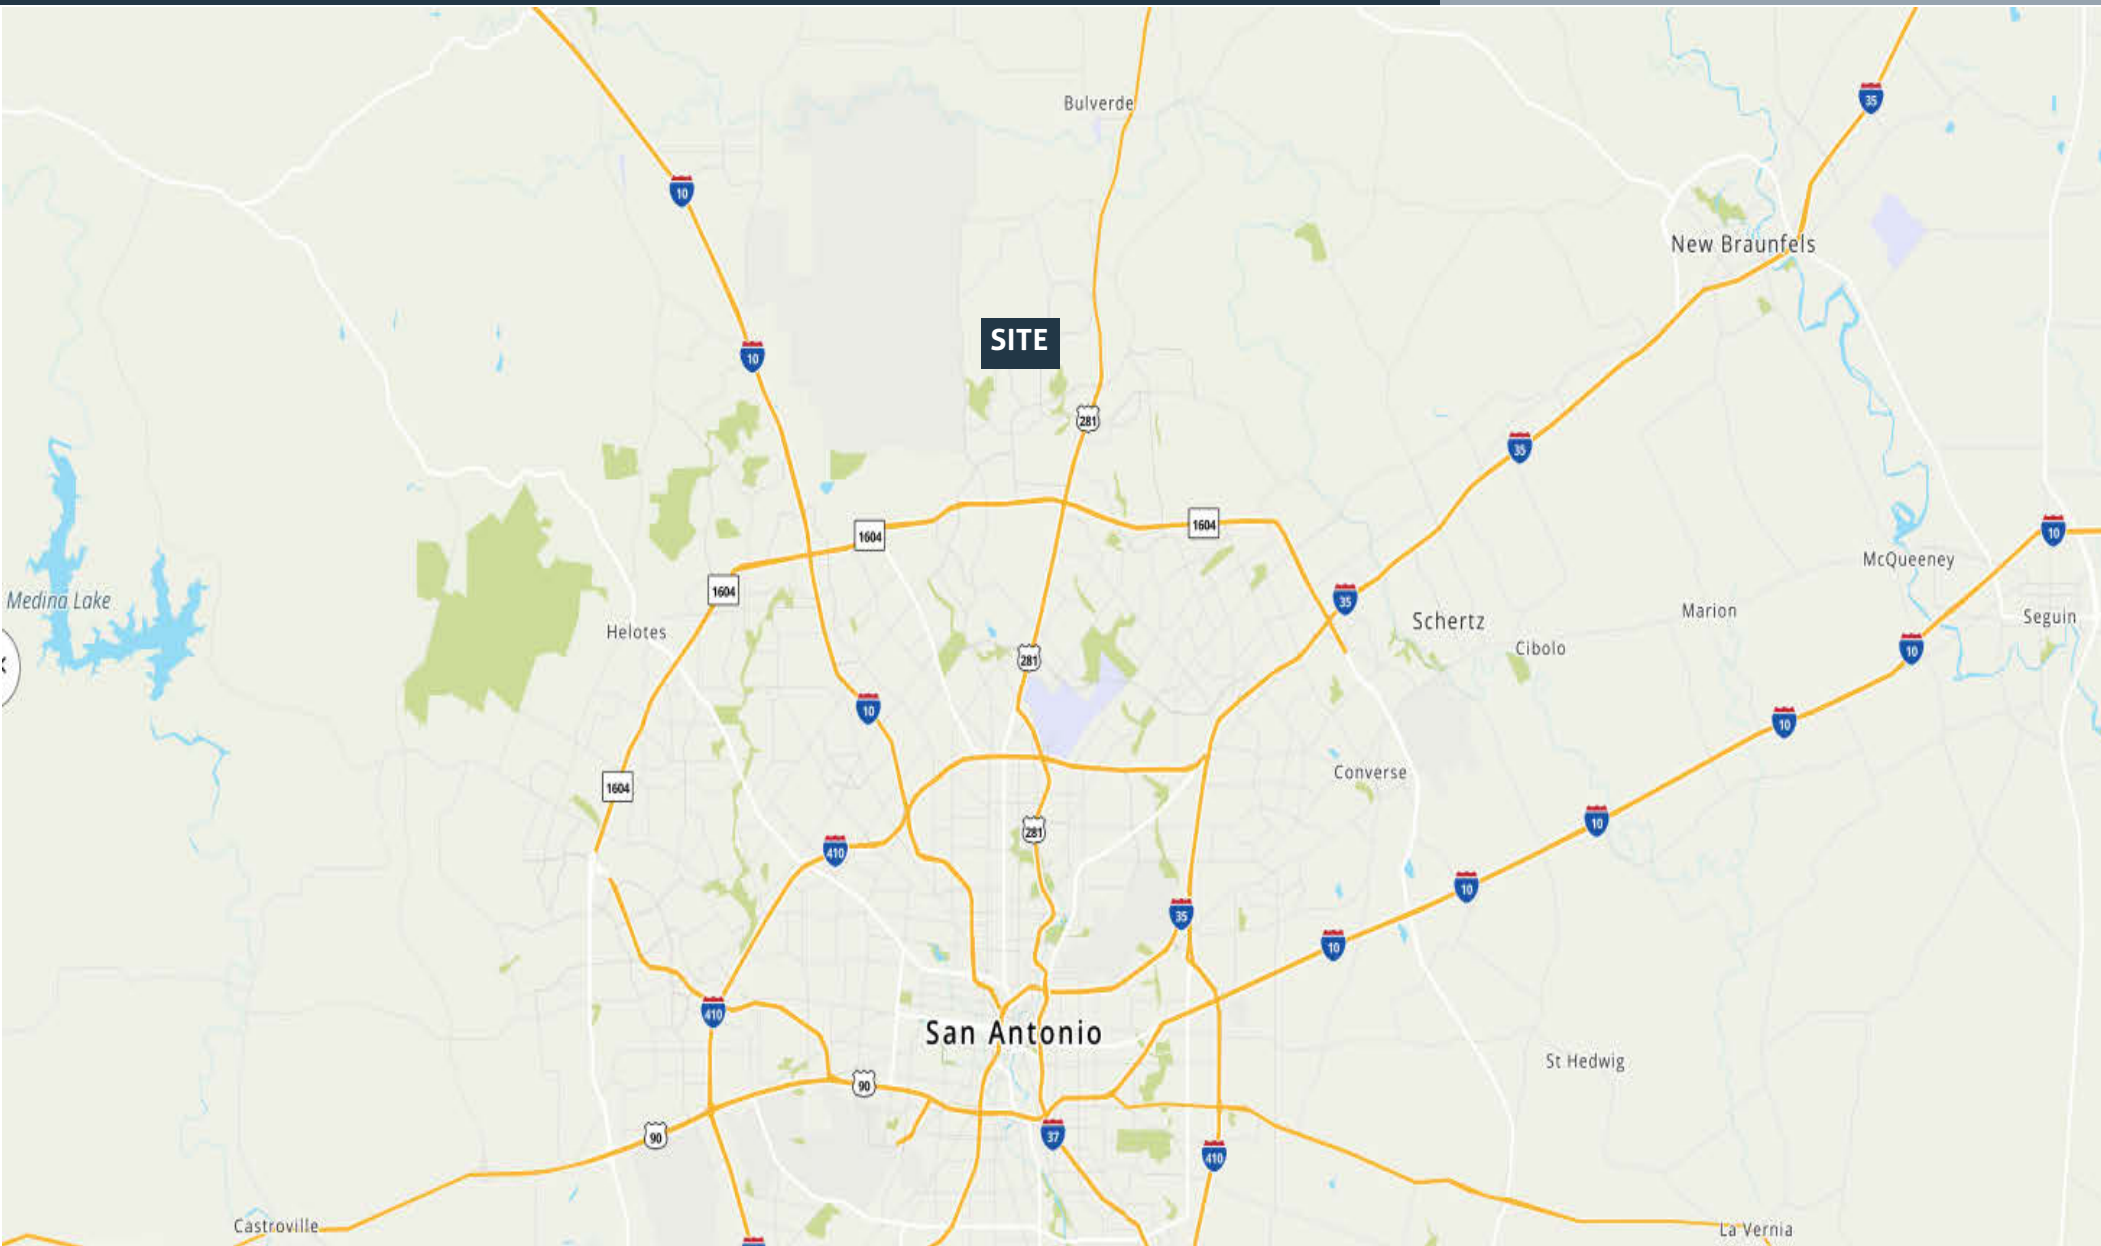 Bulverde
35
10
New Braunfels
SITE
10
281
35
1604
1604
10
McQueeney
1604
35
Medina Lake
Marion
Schertz
Seguin
Helotes
Cibolo
10
281
10
10
Converse
1604
10
281
410
10
35
10
410
San Antonio
St Hedwig
90
37
90
410
Castroville
La Vernia